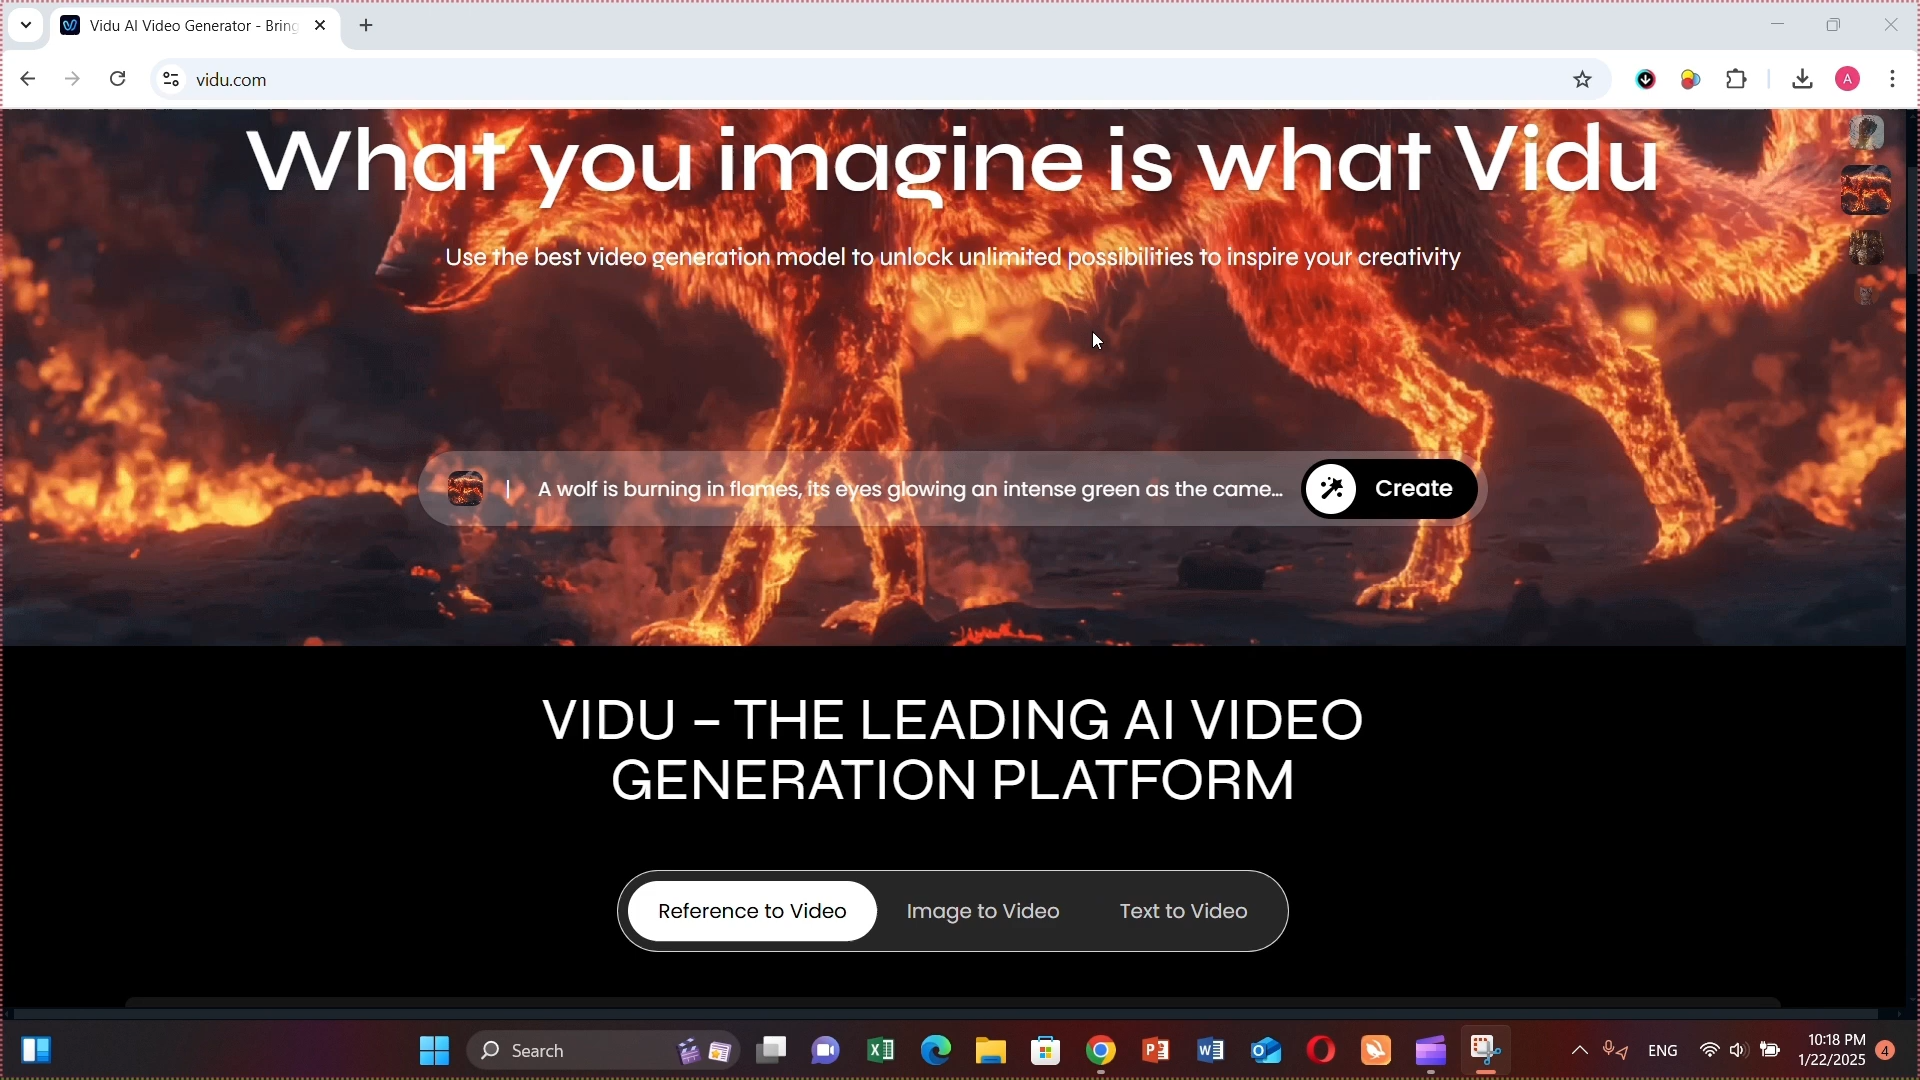 Vidu AI Video Generator - Bring
vidu.com
A
What you imagine is what Vidu
Use the best video generation model to unlock unlimited possibilities to inspire your creativity
A wolf is burning in flames, its eyes glowing an intense green as the came...
Create
VIDU – THE LEADING AI VIDEO
GENERATION PLATFORM
Reference to Video
Image to Video
Text to Video
Search
ENG
10:18 PM
1/22/2025
4